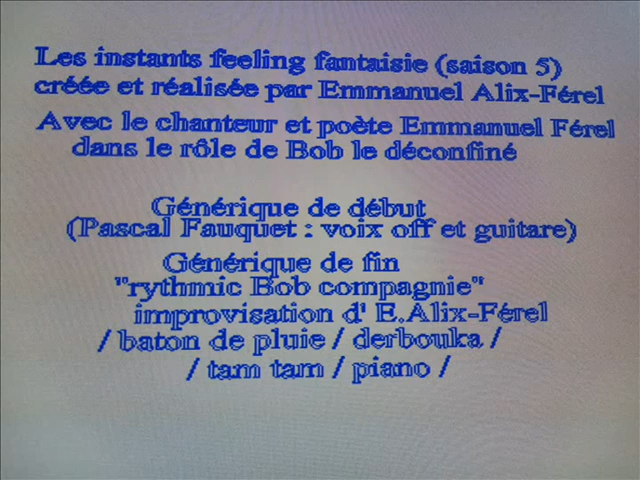 Les instants feeling fantaisie (saison 5)
créée et réalisée par Emmanuel Alix-Férel
Avec le chanteur et poète Emmanuel Férel
dans le rôle de Bob le déconfiné
Générique de début
(Pascal Fauquet : voix off et guitare)
Générique de fin
"rythmic Bob compagnie"
improvisation d' E.Alix-Férel
/ baton de pluie / derbouka /
/ tam tam / piano /